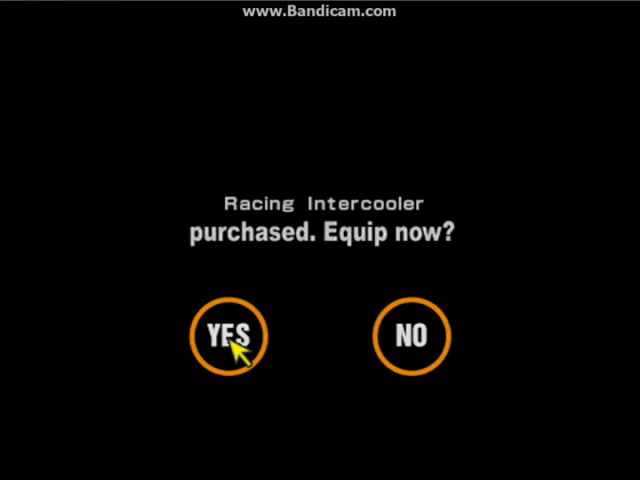 www.Bandicam.com
Racing Intercooler
purchased. Equip now?
YES NO